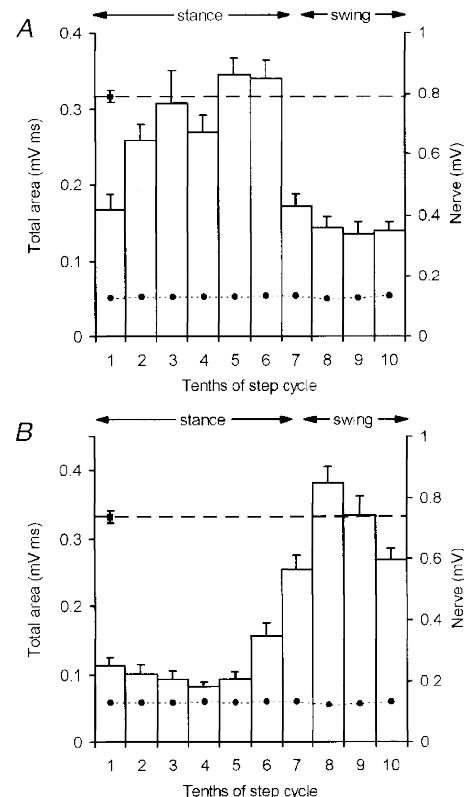 A
stance swing
0.4
0.3
0.2
0.1
0
Total area (mV ms)
1
0.8
0.6
0.4
0.2
0
Nerve (mV)
1 2 3 4 5 6 7 8 9 10
Tenths of step cycle
B
stance swing
0.4
0.3
0.2
0.1
0
Total area (mV ms)
1
0.8
0.6
0.4
0.2
0
Nerve (mV)
1 2 3 4 5 6 7 8 9 10
Tenths of step cycle